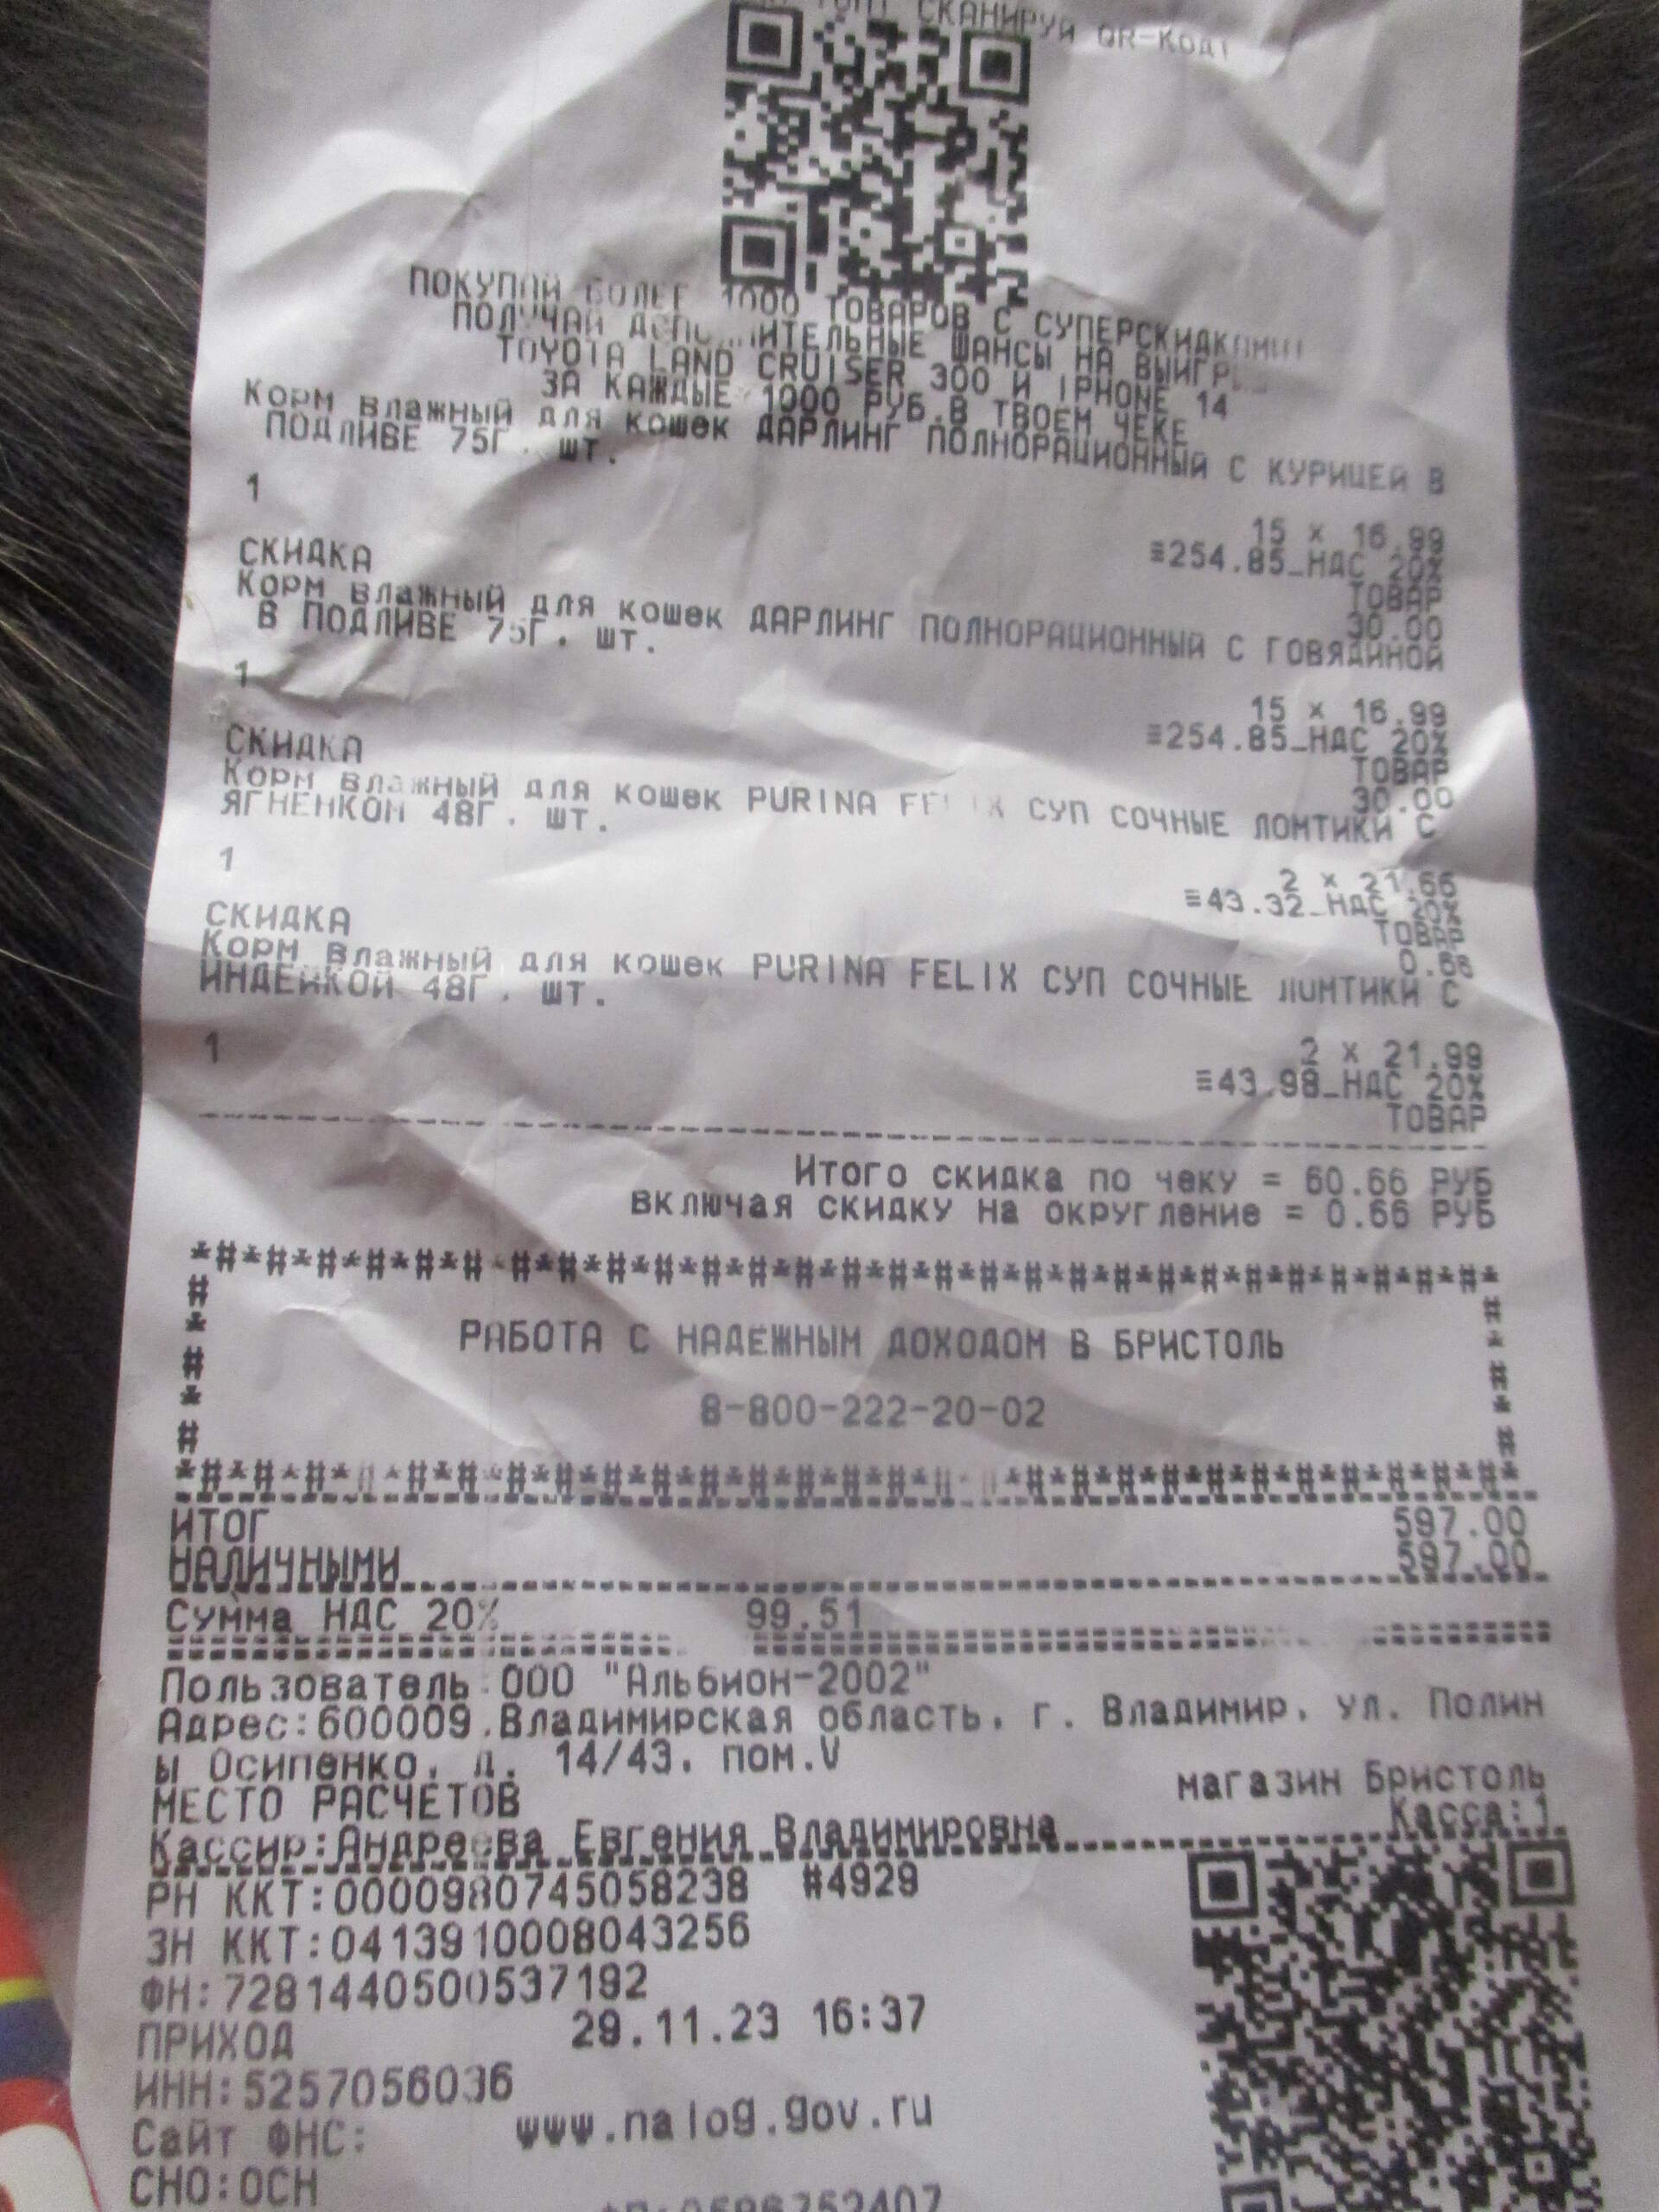 СКАНИРУЙ QR-КОД!
ПОКУПАЙ БОЛЕЕ 1000 ТОВАРОВ С СУПЕРСКИДКАМИ
ПОЛУЧАЙ ДОПОЛНИТЕЛЬНЫЕ ШАНСЫ НА ВЫИГРЫШ
TOYOTA LAND CRUISER 300 И IPHONE 14
ЗА КАЖДЫЕ 1000 РУБ.В ТВОЕМ ЧЕКЕ
Корм влажный для кошек ДАРЛИНГ ПОЛНОРАЦИОННЫЙ С КУРИЦЕЙ В
ПОДЛИВЕ 75Г. шт.
1
15 x 16.99
≡254.85_НДС 20%
ТОВАР
СКИДКА 30.00
Корм влажный для кошек ДАРЛИНГ ПОЛНОРАЦИОННЫЙ С ГОВЯДИНОЙ
В ПОДЛИВЕ 75Г. шт.
1
15 x 16.99
≡254.85_НДС 20%
ТОВАР
СКИДКА 30.00
Корм влажный для кошек PURINA FELIX СУП СОЧНЫЕ ЛОМТИКИ С
ЯГНЕНКОМ 48Г. шт.
1
2 x 21.66
≡43.32_НДС 20%
ТОВАР
СКИДКА 0.66
Корм влажный для кошек PURINA FELIX СУП СОЧНЫЕ ЛОМТИКИ С
ИНДЕЙКОЙ 48Г. шт.
1
2 x 21.99
≡43.98_НДС 20%
ТОВАР
Итого скидка по чеку = 60.66 РУБ
включая скидку на округление = 0.66 РУБ
РАБОТА С НАДЕЖНЫМ ДОХОДОМ В БРИСТОЛЬ
8-800-222-20-02
ИТОГ 597.00
НАЛИЧНЫМИ 597.00
Сумма НДС 20% 99.51
Пользователь:ООО "Альбион-2002"
Адрес:600009,Владимирская область, г. Владимир, ул. Полин
ы Осипенко, д. 14/43, пом.V
МЕСТО РАСЧЕТОВ магазин Бристоль
Кассир:Андреева Евгения Владимировна Касса:1
РН ККТ:0000980745058238 #4929
ЗН ККТ:0413910008043256
ФН:7281440500537192
ПРИХОД 29.11.23 16:37
ИНН:5257056036
Сайт ФНС: www.nalog.gov.ru
СНО:ОСН